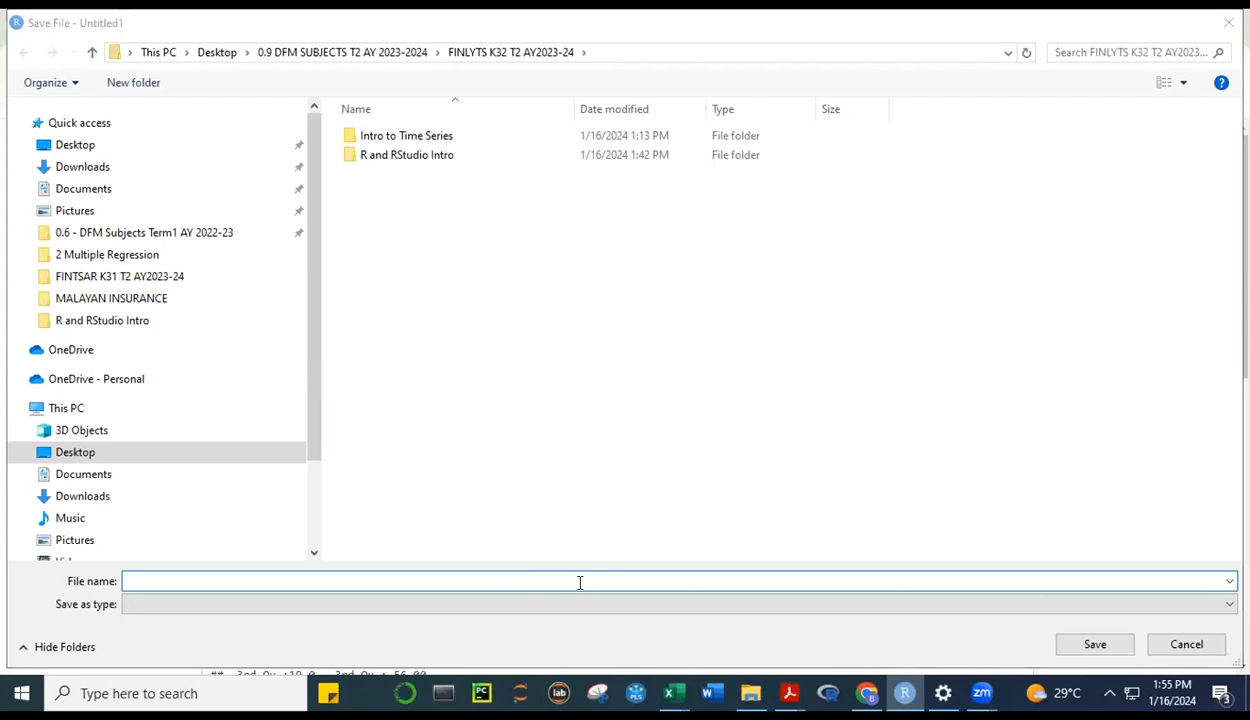 Save File - Untitled1
This PC > Desktop > 0.9 DFM SUBJECTS T2 AY 2023-2024 > FINLYTS K32 T2 AY2023-24 >
Search FINLYTS K32 T2 AY2023...
Organize
New folder
Name
Date modified
Type
Size
Intro to Time Series
1/16/2024 1:13 PM
File folder
R and RStudio Intro
1/16/2024 1:42 PM
File folder
Quick access
Desktop
Downloads
Documents
Pictures
0.6 - DFM Subjects Term1 AY 2022-23
2 Multiple Regression
FINTSAR K31 T2 AY2023-24
MALAYAN INSURANCE
R and RStudio Intro
OneDrive
OneDrive - Personal
This PC
3D Objects
Desktop
Documents
Downloads
Music
Pictures
File name:
Save as type:
Hide Folders
Save
Cancel
Type here to search
29°C
1:55 PM
1/16/2024
3